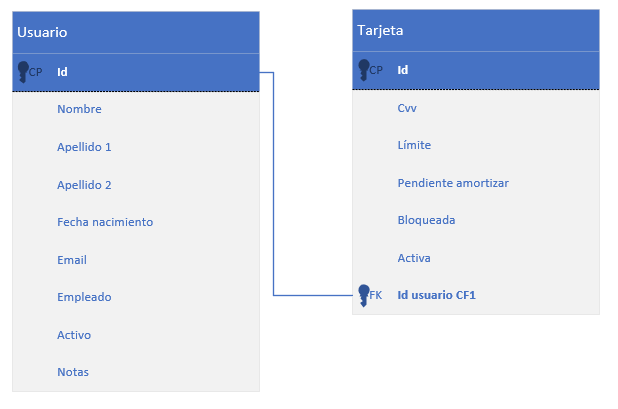 Usuario
CP Id
Nombre
Apellido 1
Apellido 2
Fecha nacimiento
Email
Empleado
Activo
Notas
Tarjeta
CP Id
Cvv
Límite
Pendiente amortizar
Bloqueada
Activa
FK Id usuario CF1